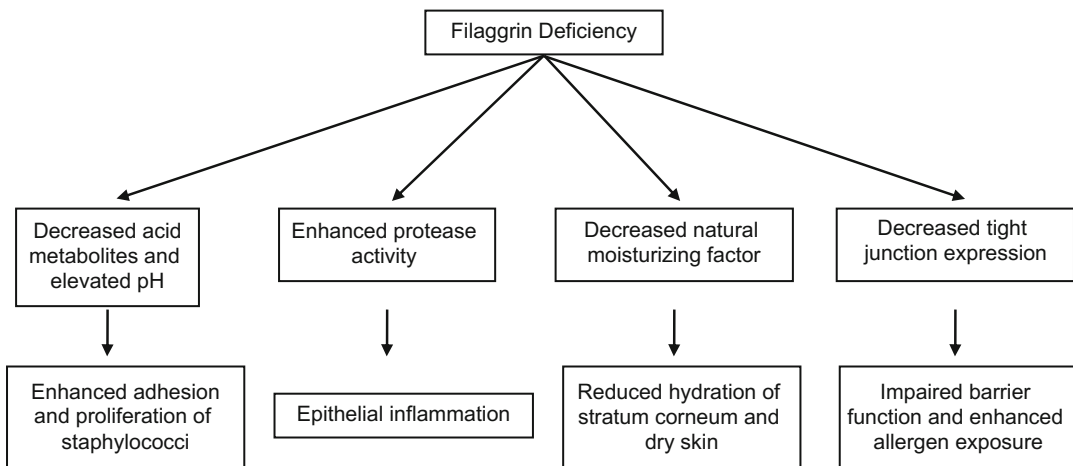 Filaggrin Deficiency
Decreased acid
metabolites and
elevated pH
Enhanced protease
activity
Decreased natural
moisturizing factor
Decreased tight
junction expression
Enhanced adhesion
and proliferation of
staphylococci
Epithelial inflammation
Reduced hydration of
stratum corneum and
dry skin
Impaired barrier
function and enhanced
allergen exposure